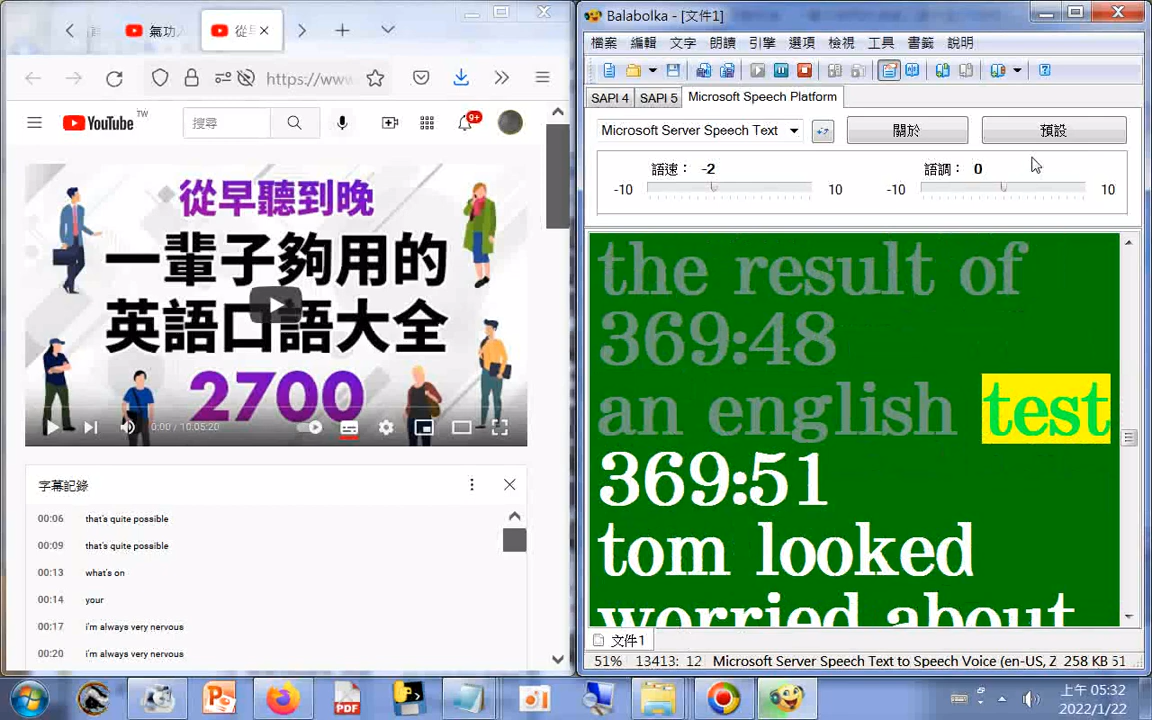 氣功
從
https://www
YouTube TW
搜尋
9+
從早聽到晚
一輩子夠用的
英語口語大全
2700
0:00 / 10:05:20
字幕記錄
00:06 that's quite possible
00:09 that's quite possible
00:13 what's on
00:14 your
00:17 i'm always very nervous
00:20 i'm always very nervous
Balabolka - [文件1]
檔案 編輯 文字 朗讀 引擎 選項 檢視 工具 書籤 說明
SAPI 4 SAPI 5 Microsoft Speech Platform
Microsoft Server Speech Text 關於 預設
語速： -2 語調： 0
-10 10 -10 10
the result of
369:48
an english test
369:51
tom looked
worried about
文件1
51% 13413: 12 Microsoft Server Speech Text to Speech Voice (en-US, Z 258 KB 51
PDF
上午 05:32
2022/1/22